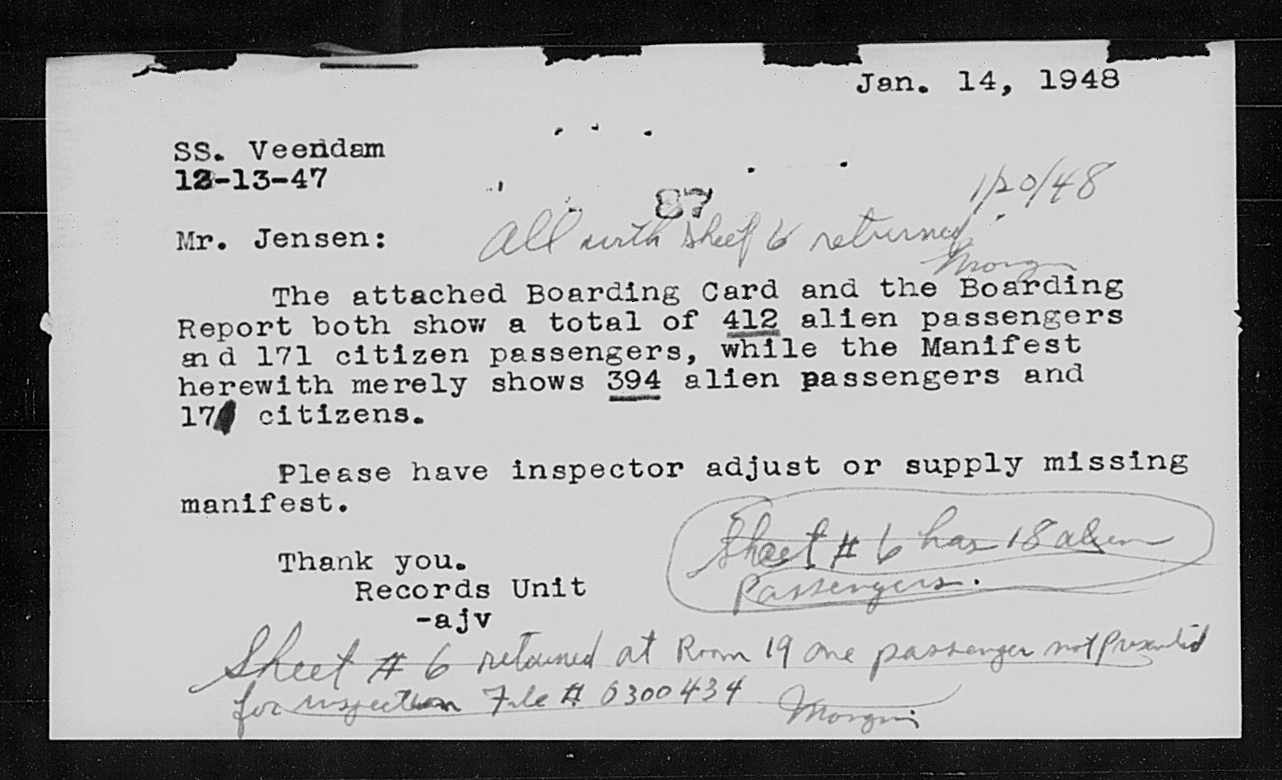 Jan. 14, 1948
SS. Veendam
12-13-47
1/20/48
87
Mr. Jensen:
All with sheet 6 returned
The attached Boarding Card and the Boarding
Report both show a total of 412 alien passengers
and 171 citizen passengers, while the Manifest
herewith merely shows 394 alien passengers and
17 citizens.
Please have inspector adjust or supply missing
manifest.
Sheet # 6 has 18 alien
Passengers.
Thank you.
Records Unit
-ajv
Sheet # 6 retained at Room 19 one passenger not presented
for inspection File # 6300434